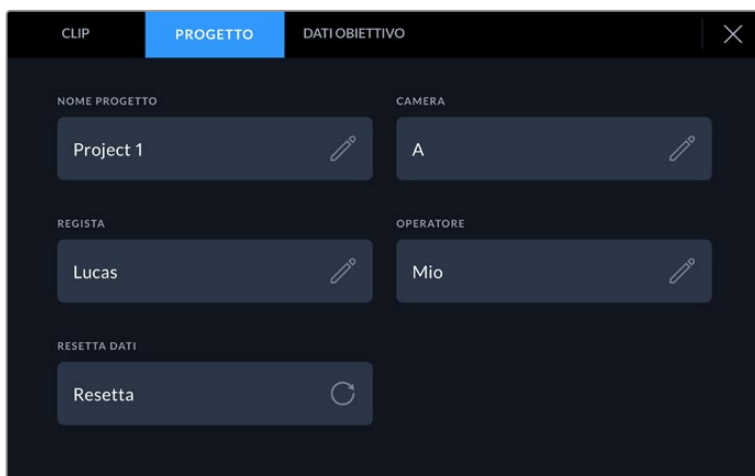 CLIP PROGETTO DATI OBIETTIVO
NOME PROGETTO CAMERA
Project 1 A
REGISTA OPERATORE
Lucas Mio
RESETTA DATI
Resetta